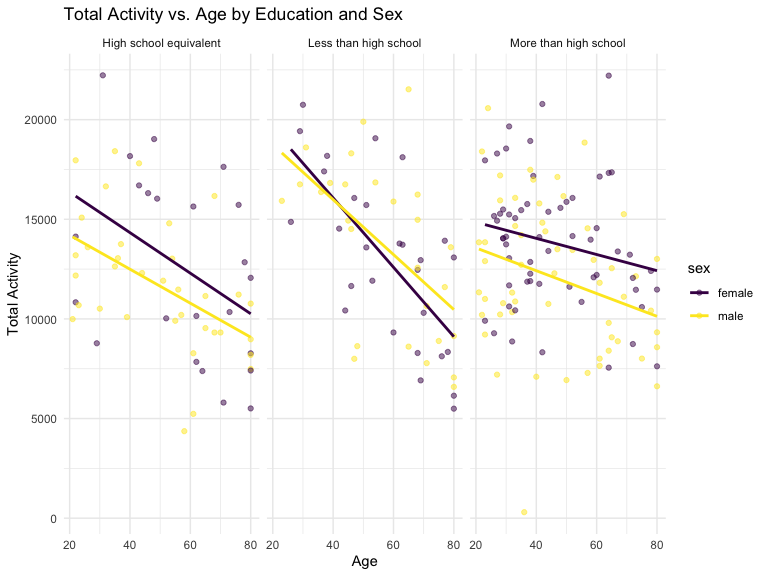 Total Activity vs. Age by Education and Sex
High school equivalent
Less than high school
More than high school
Total Activity
20000
15000
10000
5000
0
20 40 60 80
20 40 60 80
20 40 60 80
Age
sex
female
male